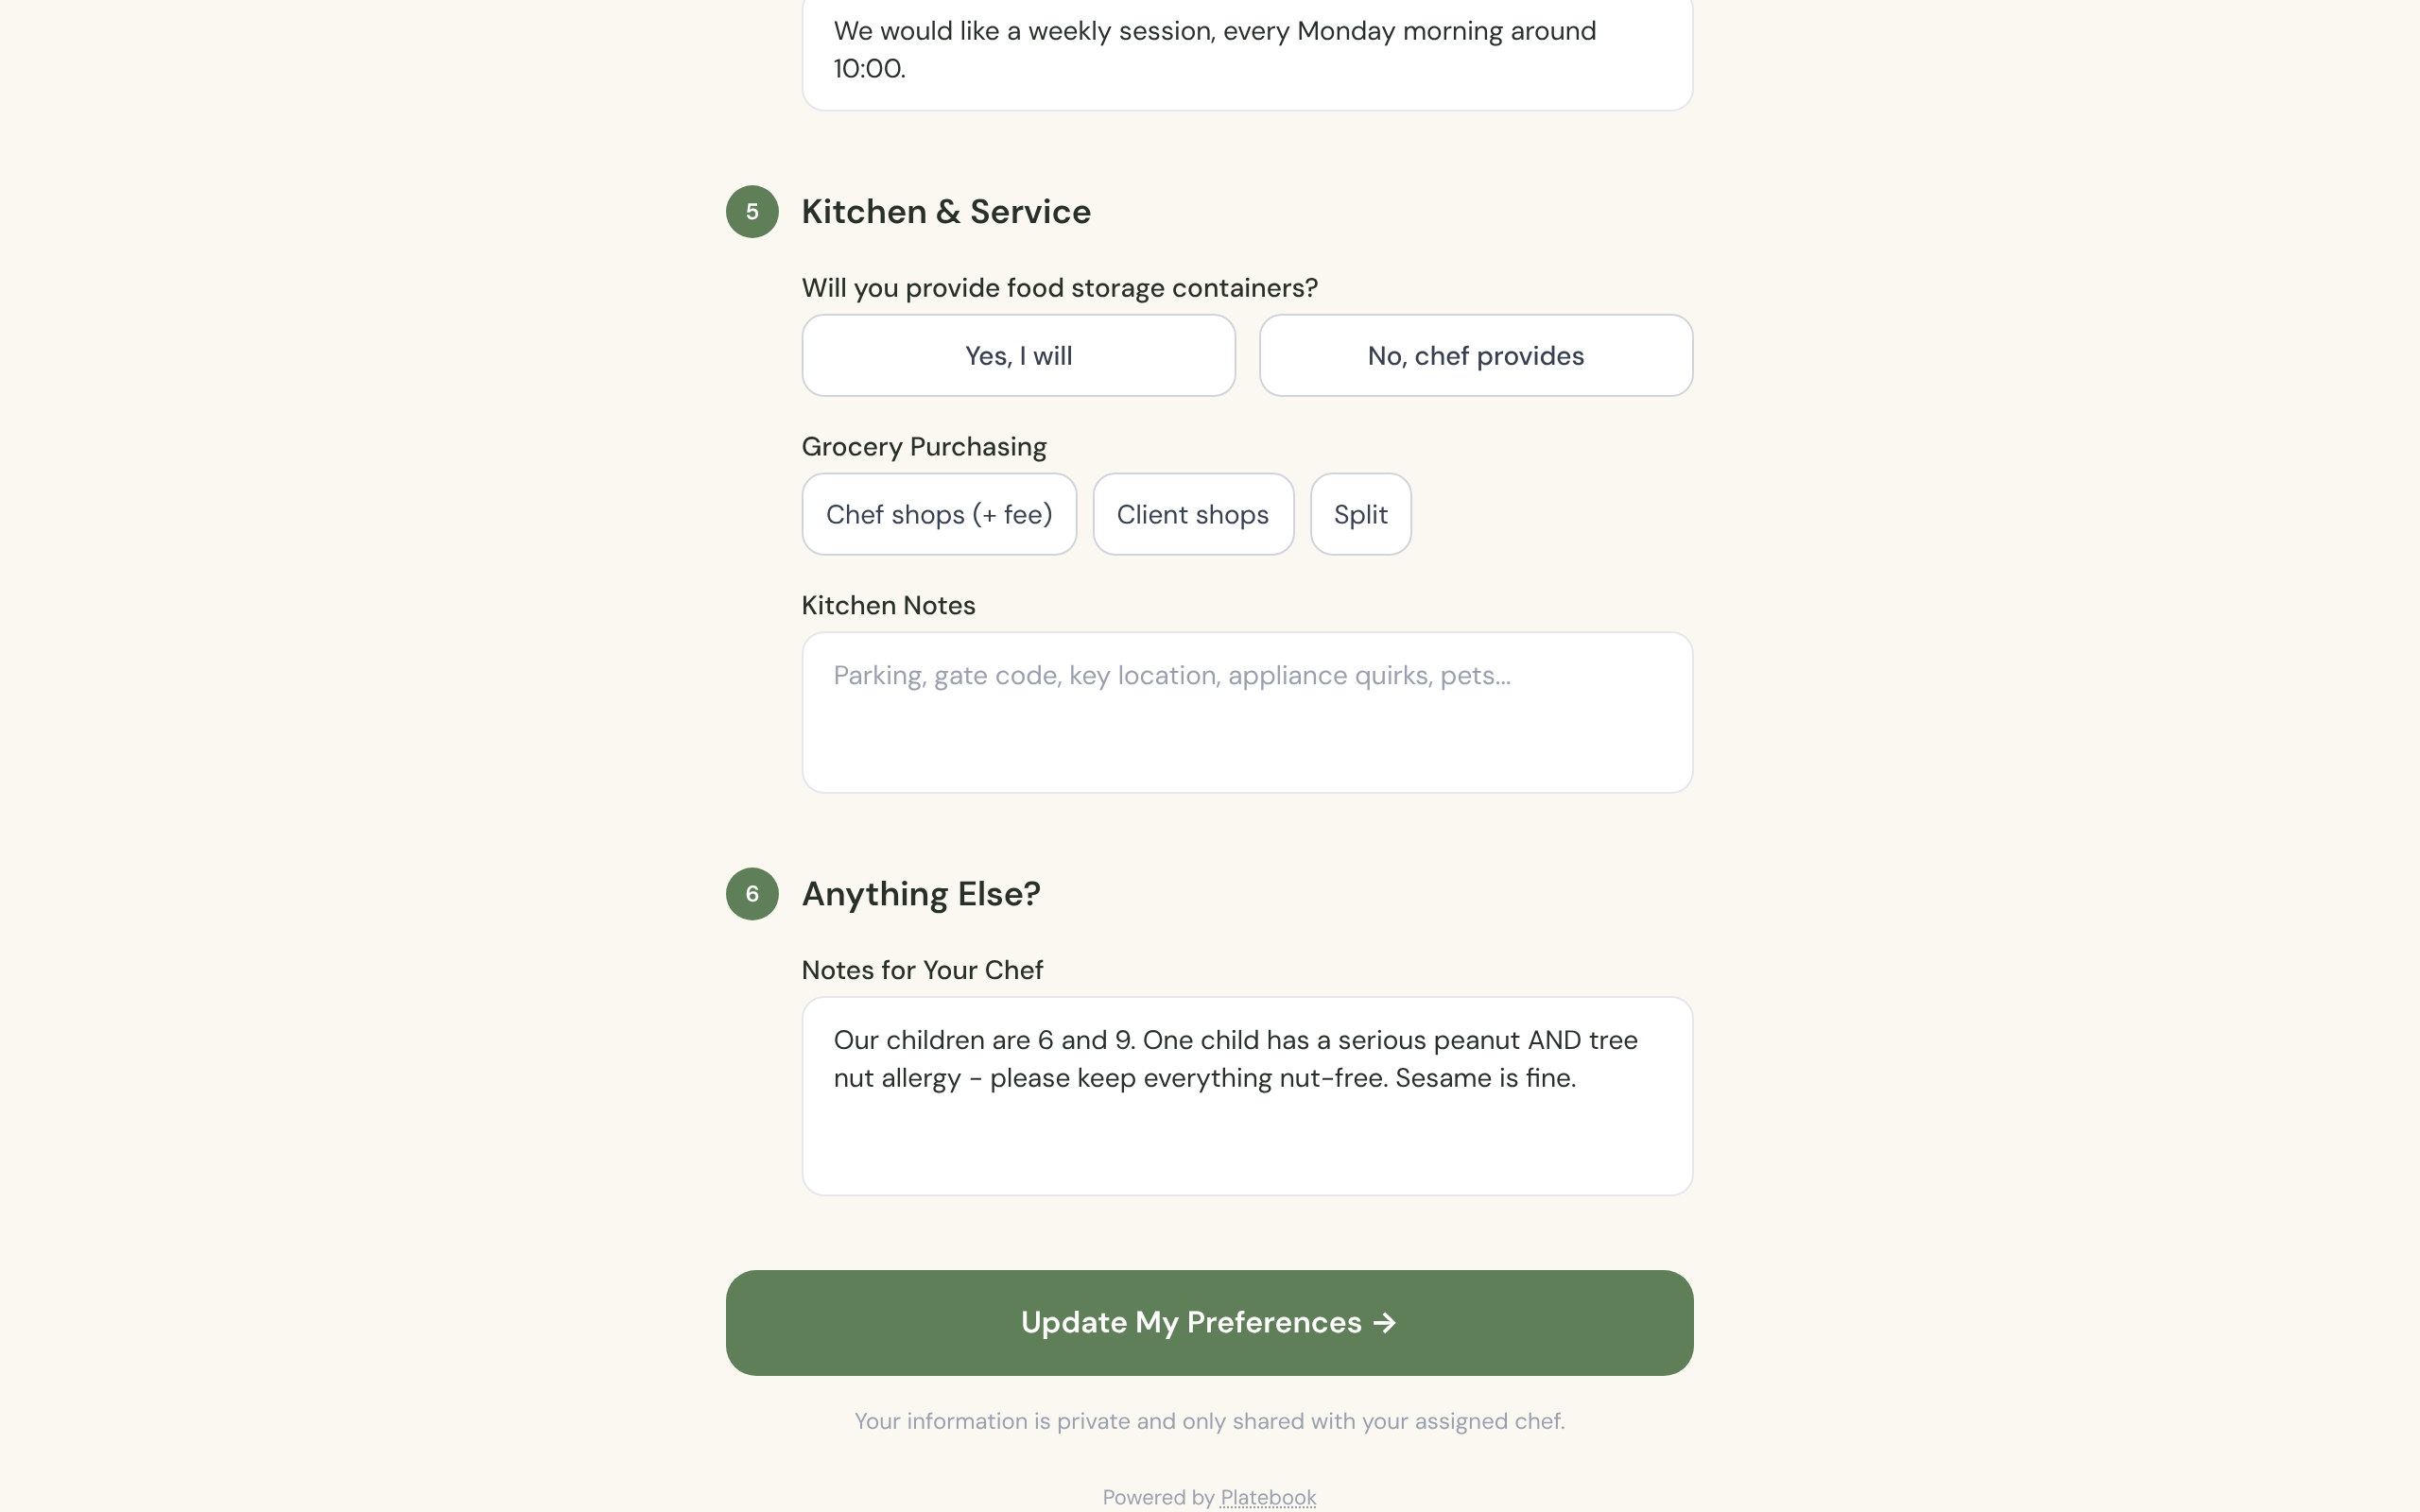 We would like a weekly session, every Monday morning around
10:00.
5
Kitchen & Service
Will you provide food storage containers?
Yes, I will
No, chef provides
Grocery Purchasing
Chef shops (+ fee)
Client shops
Split
Kitchen Notes
Parking, gate code, key location, appliance quirks, pets...
6
Anything Else?
Notes for Your Chef
Our children are 6 and 9. One child has a serious peanut AND tree
nut allergy - please keep everything nut-free. Sesame is fine.
Update My Preferences →
Your information is private and only shared with your assigned chef.
Powered by Platebook